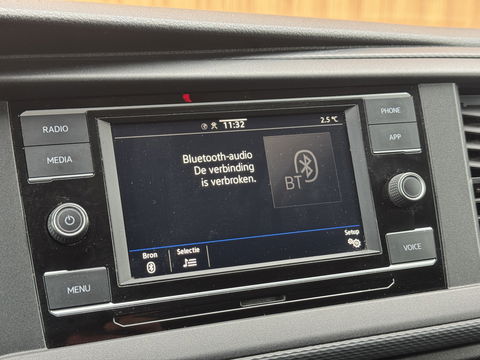 RADIO
MEDIA
MENU
11:32
2.5 °C
Bluetooth-audio
De verbinding
is verbroken.
BT
Bron
Selectie
Setup
PHONE
APP
VOICE